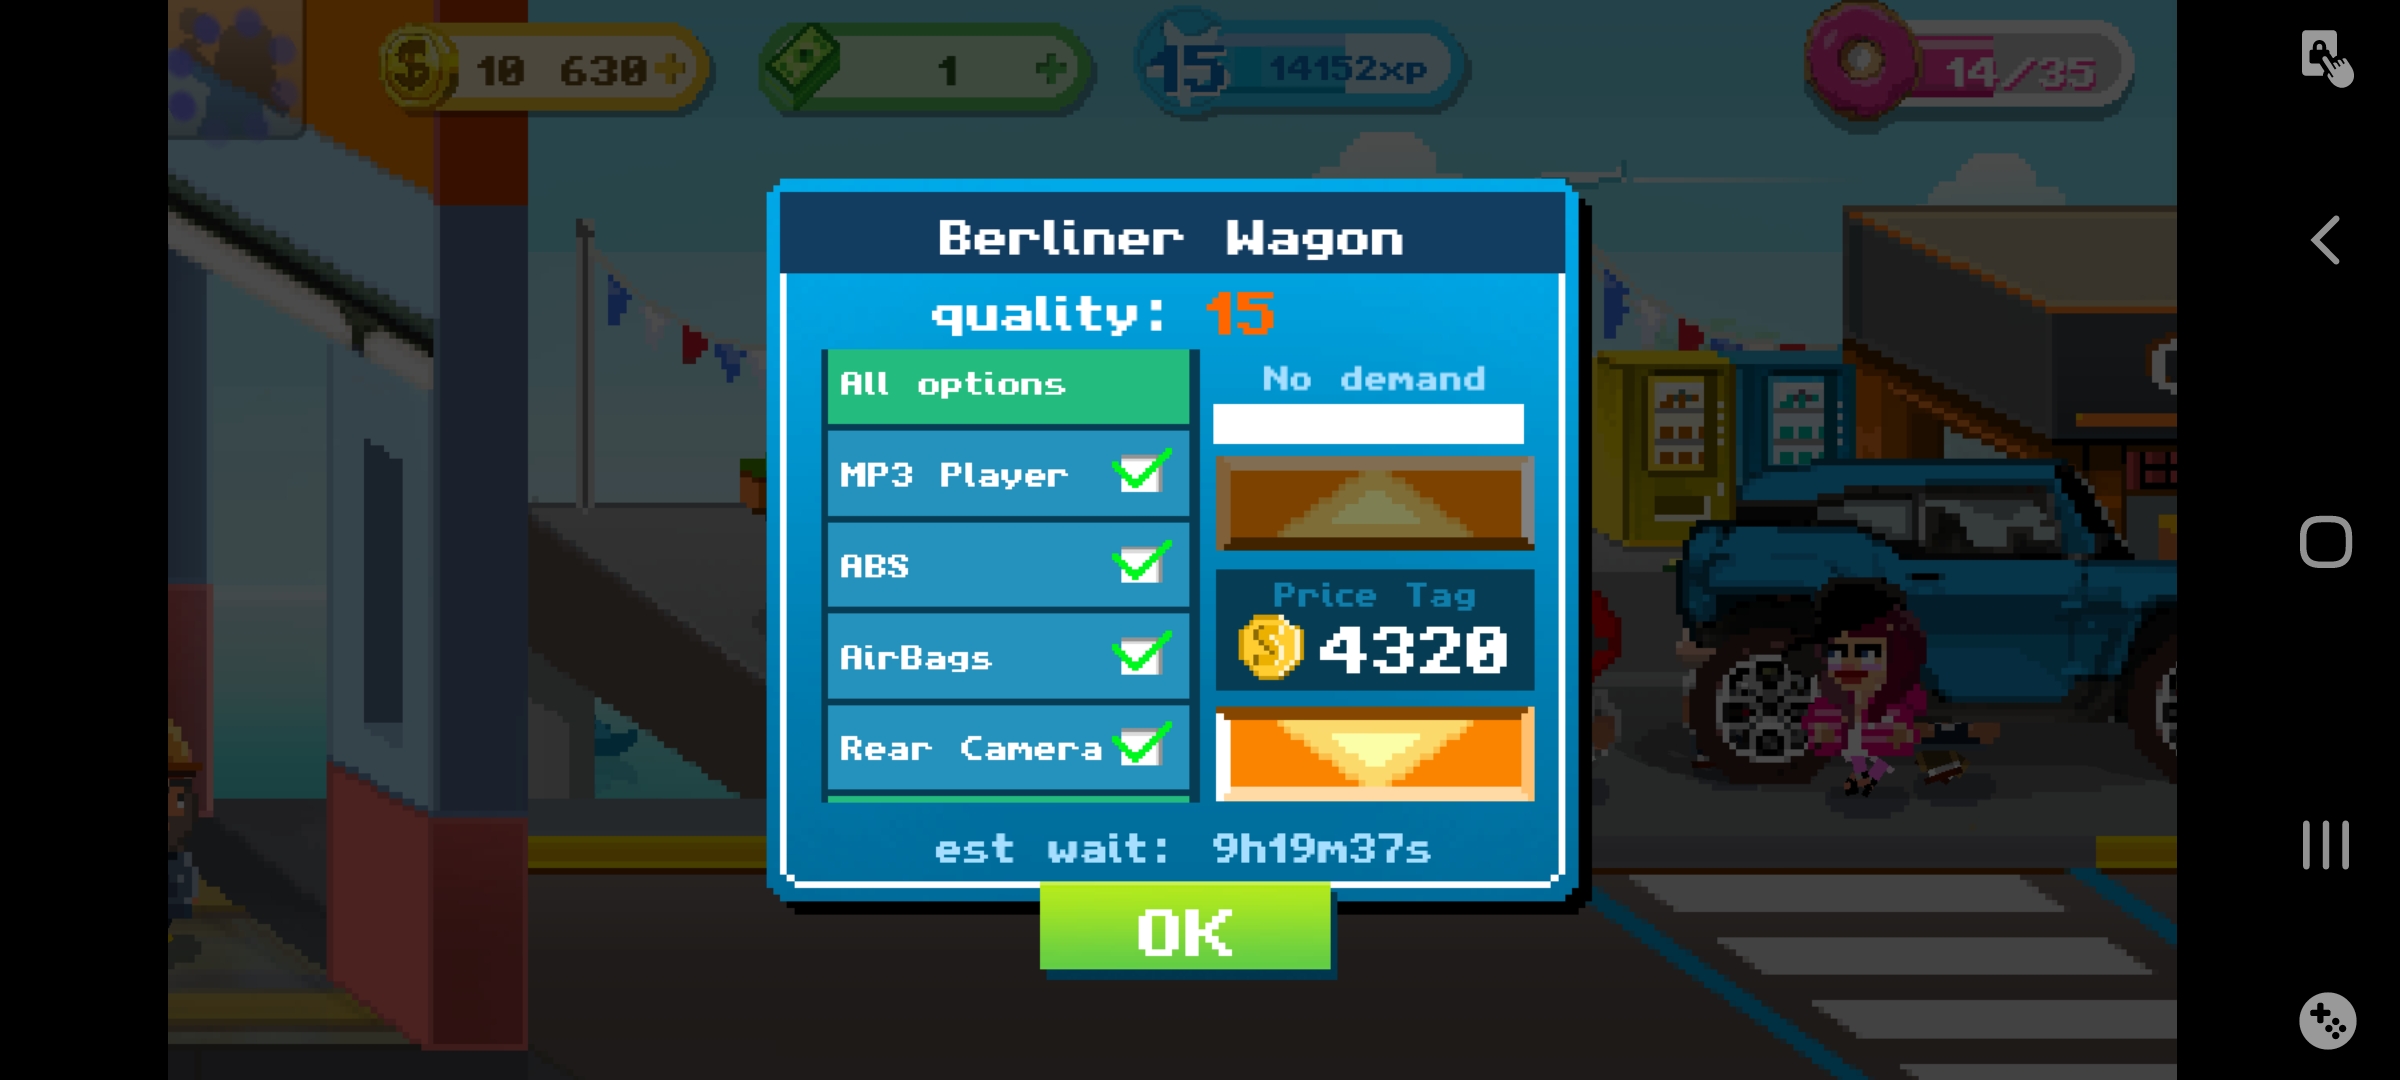 10 630
1
15 14152xp
14/35
Berliner Wagon
quality: 15
All options
MP3 Player
ABS
AirBags
Rear Camera
No demand
Price Tag
4320
est wait: 9h19m37s
OK